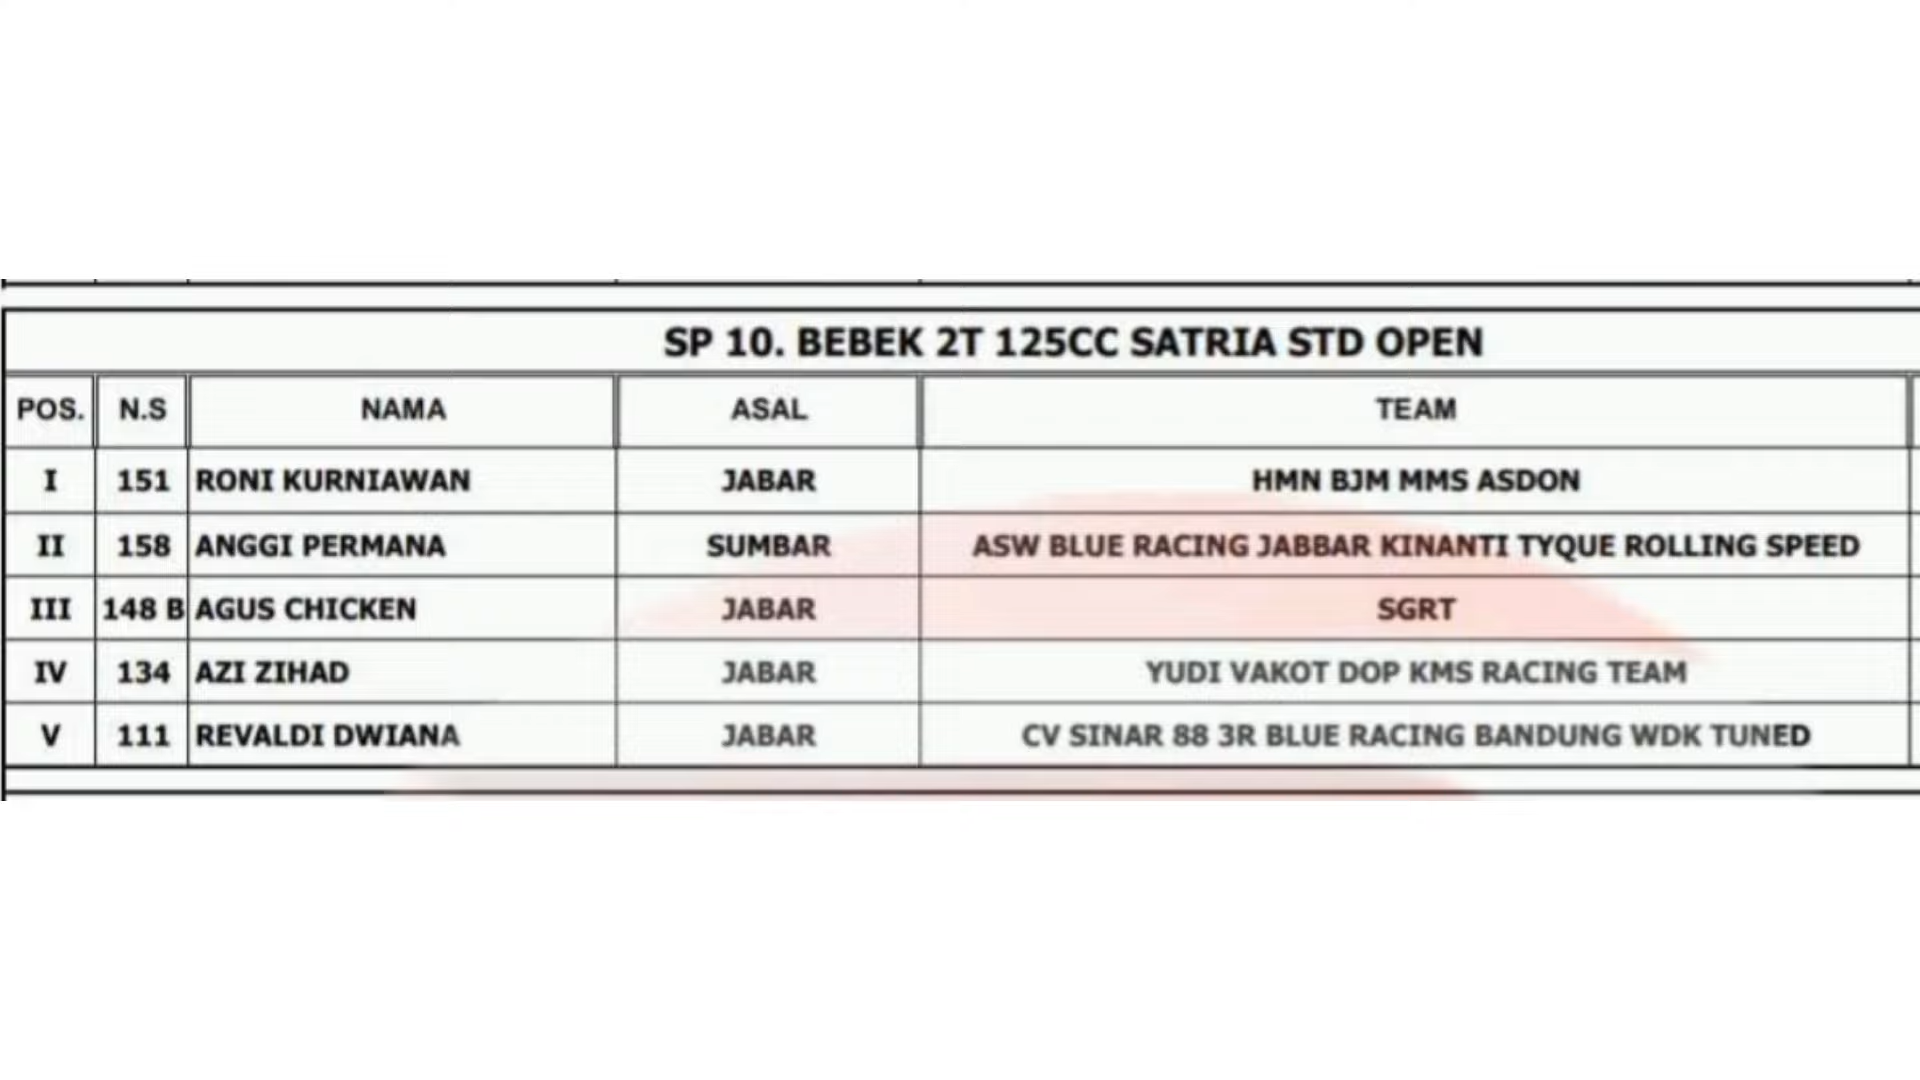 SP 10. BEBEK 2T 125CC SATRIA STD OPEN
POS. N.S NAMA ASAL TEAM
I 151 RONI KURNIAWAN JABAR HMN BJM MMS ASDON
II 158 ANGGI PERMANA SUMBAR ASW BLUE RACING JABBAR KINANTI TYQUE ROLLING SPEED
III 148 B AGUS CHICKEN JABAR SGRT
IV 134 AZI ZIHAD JABAR YUDI VAKOT DOP KMS RACING TEAM
V 111 REVALDI DWIANA JABAR CV SINAR 88 3R BLUE RACING BANDUNG WDK TUNED